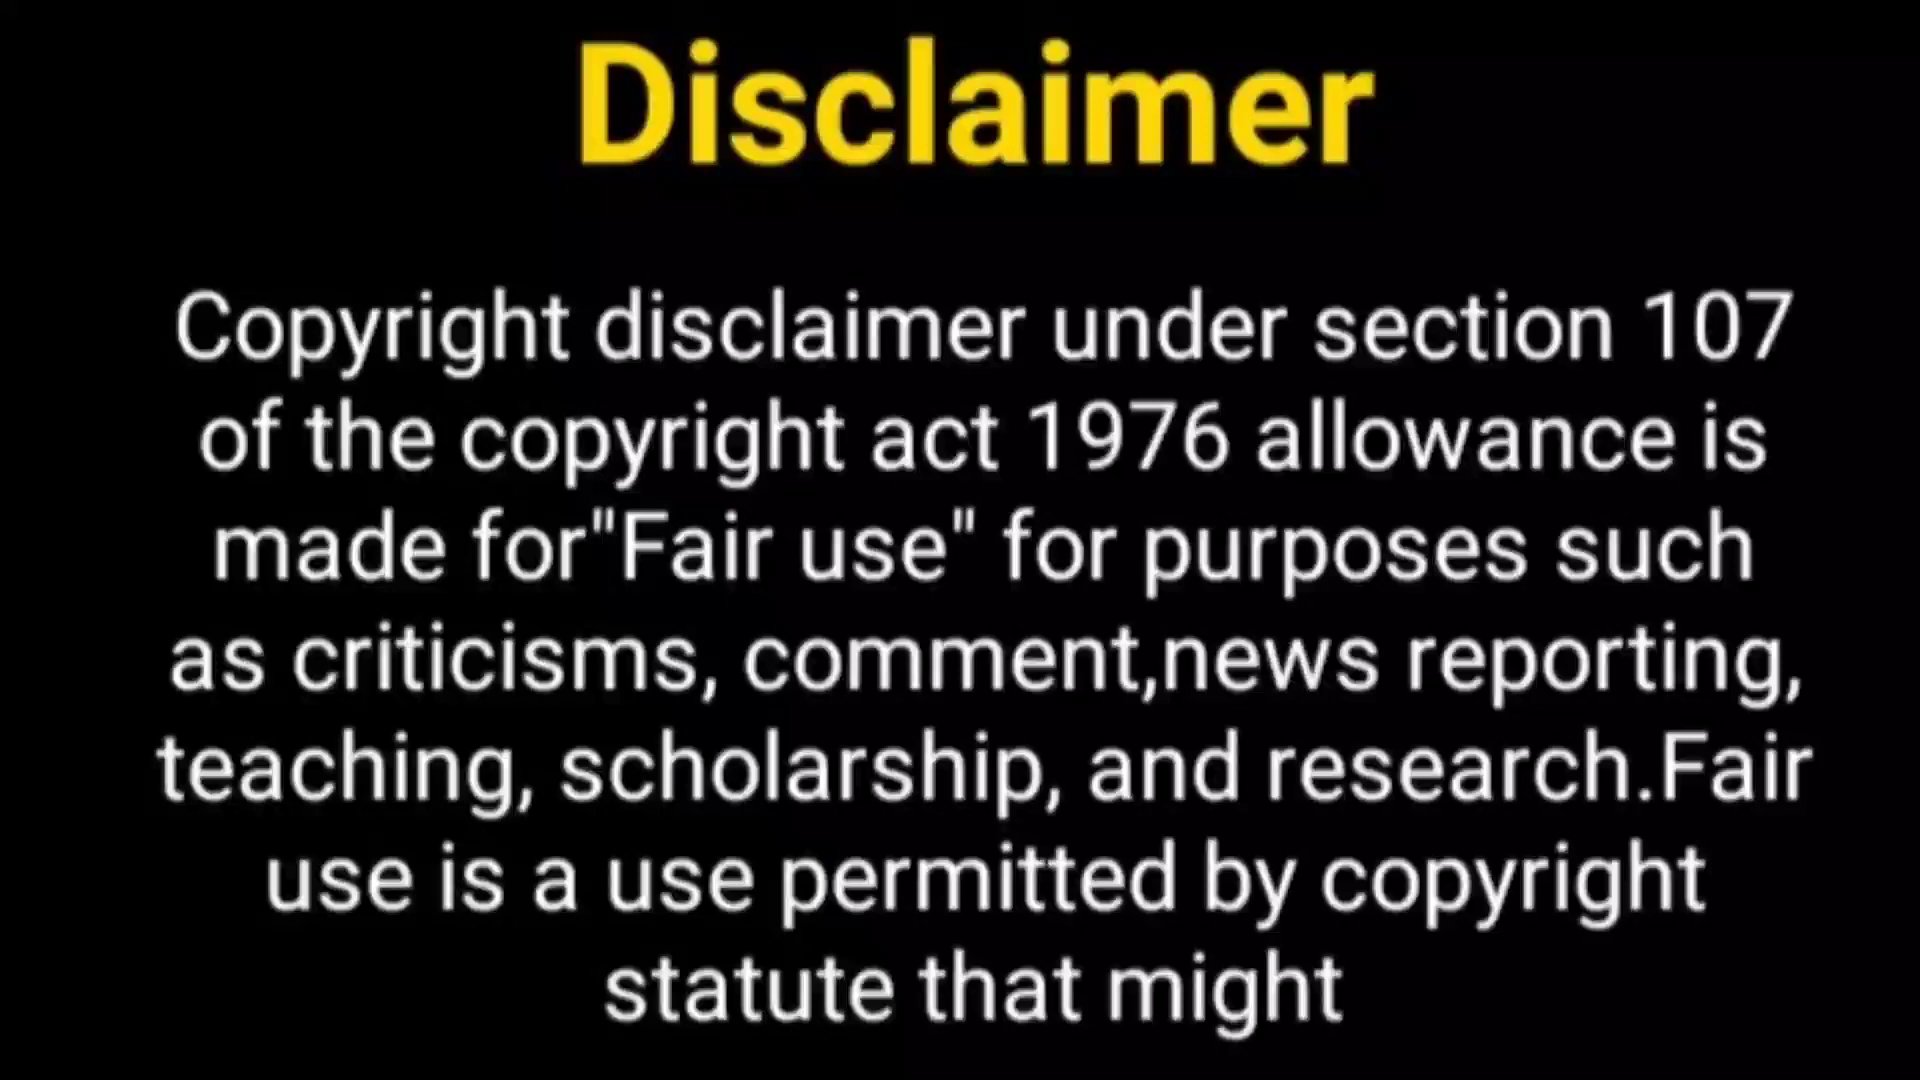 Disclaimer
Copyright disclaimer under section 107
of the copyright act 1976 allowance is
made for"Fair use" for purposes such
as criticisms, comment,news reporting,
teaching, scholarship, and research.Fair
use is a use permitted by copyright
statute that might